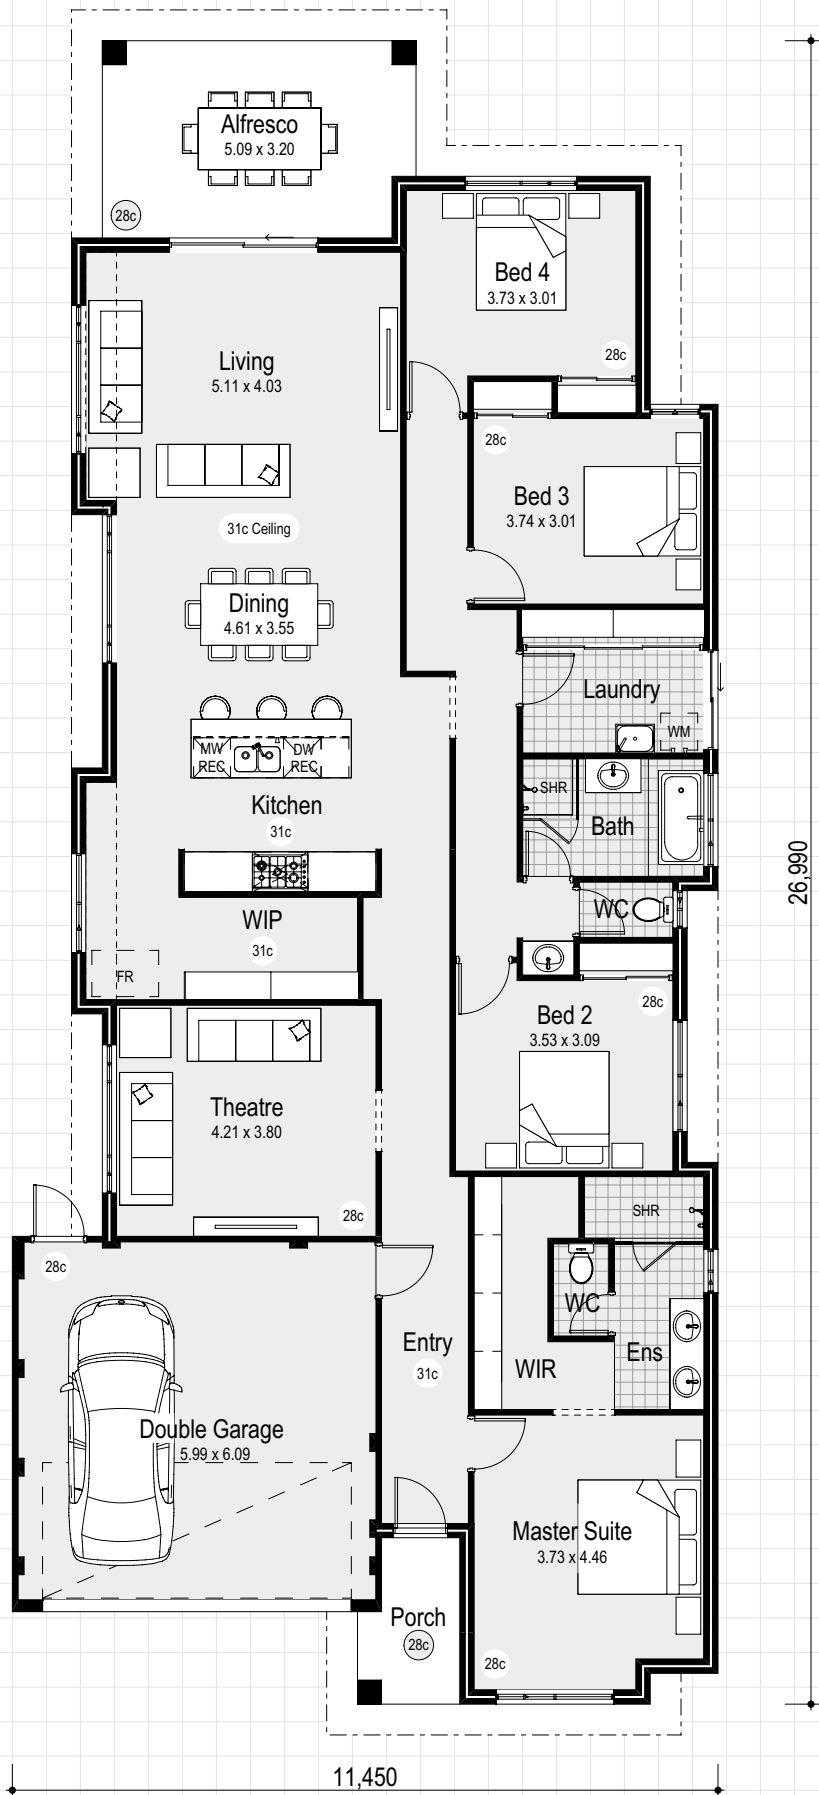 Alfresco
5.09 x 3.20
28c
Bed 4
3.73 x 3.01
28c
Living
5.11 x 4.03
28c
Bed 3
3.74 x 3.01
31c Ceiling
Dining
4.61 x 3.55
Laundry
WM
MW
REC
DW
REC
SHR
Kitchen
31c
Bath
26,990
WIP
31c
WC
FR
28c
Bed 2
3.53 x 3.09
Theatre
4.21 x 3.80
28c
SHR
28c
WC
Entry
31c
Ens
WIR
Double Garage
5.99 x 6.09
Master Suite
3.73 x 4.46
Porch
28c
28c
11,450